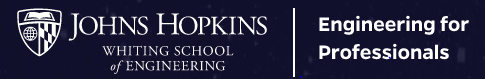 JOHNS HOPKINS
WHITING SCHOOL
of ENGINEERING
Engineering for
Professionals